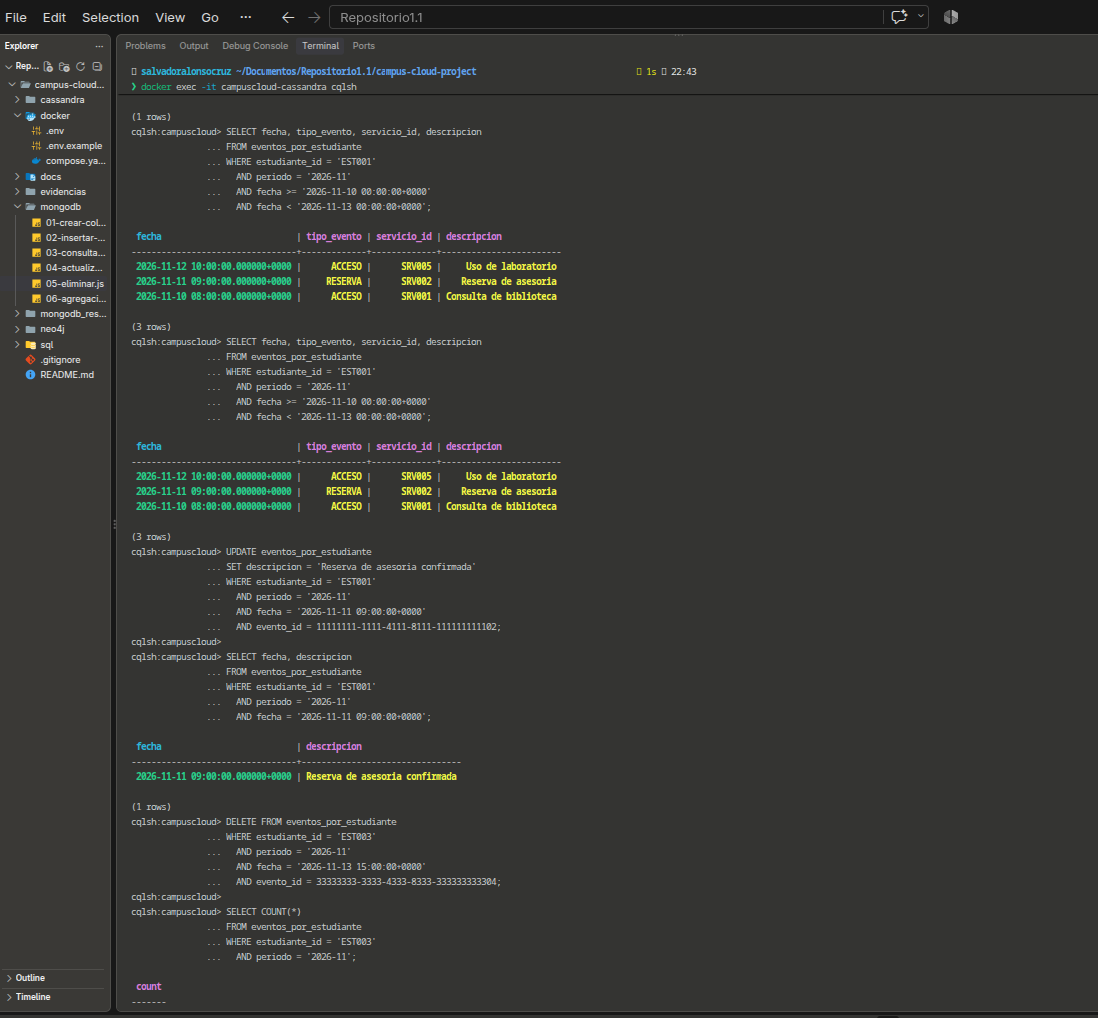 File Edit Selection View Go ··· Repositorio1.1
Explorer ···
Rep...
campus-cloud...
cassandra
docker
.env
.env.example
compose.ya...
docs
evidencias
mongodb
01-crear-col...
02-insertar-...
03-consulta...
04-actualiz...
05-eliminar.js
06-agregaci...
mongodb_res...
neo4j
sql
.gitignore
README.md
Outline
Timeline
Problems Output Debug Console Terminal Ports
salvadoralonsocruz ~/Documentos/Repositorio1.1/campus-cloud-project 1s 22:43
❯ docker exec -it campuscloud-cassandra cqlsh
(1 rows)
cqlsh:campuscloud> SELECT fecha, tipo_evento, servicio_id, descripcion
... FROM eventos_por_estudiante
... WHERE estudiante_id = 'EST001'
... AND periodo = '2026-11'
... AND fecha >= '2026-11-10 00:00:00+0000'
... AND fecha < '2026-11-13 00:00:00+0000';
fecha | tipo_evento | servicio_id | descripcion
---------------------------------+-------------+-------------+------------------------
2026-11-12 10:00:00.000000+0000 | ACCESO | SRV005 | Uso de laboratorio
2026-11-11 09:00:00.000000+0000 | RESERVA | SRV002 | Reserva de asesoria
2026-11-10 08:00:00.000000+0000 | ACCESO | SRV001 | Consulta de biblioteca
(3 rows)
cqlsh:campuscloud> SELECT fecha, tipo_evento, servicio_id, descripcion
... FROM eventos_por_estudiante
... WHERE estudiante_id = 'EST001'
... AND periodo = '2026-11'
... AND fecha >= '2026-11-10 00:00:00+0000'
... AND fecha < '2026-11-13 00:00:00+0000';
fecha | tipo_evento | servicio_id | descripcion
---------------------------------+-------------+-------------+------------------------
2026-11-12 10:00:00.000000+0000 | ACCESO | SRV005 | Uso de laboratorio
2026-11-11 09:00:00.000000+0000 | RESERVA | SRV002 | Reserva de asesoria
2026-11-10 08:00:00.000000+0000 | ACCESO | SRV001 | Consulta de biblioteca
(3 rows)
cqlsh:campuscloud> UPDATE eventos_por_estudiante
... SET descripcion = 'Reserva de asesoria confirmada'
... WHERE estudiante_id = 'EST001'
... AND periodo = '2026-11'
... AND fecha = '2026-11-11 09:00:00+0000'
... AND evento_id = 11111111-1111-4111-8111-111111111102;
cqlsh:campuscloud>
cqlsh:campuscloud> SELECT fecha, descripcion
... FROM eventos_por_estudiante
... WHERE estudiante_id = 'EST001'
... AND periodo = '2026-11'
... AND fecha = '2026-11-11 09:00:00+0000';
fecha | descripcion
---------------------------------+--------------------------------
2026-11-11 09:00:00.000000+0000 | Reserva de asesoria confirmada
(1 rows)
cqlsh:campuscloud> DELETE FROM eventos_por_estudiante
... WHERE estudiante_id = 'EST003'
... AND periodo = '2026-11'
... AND fecha = '2026-11-13 15:00:00+0000'
... AND evento_id = 33333333-3333-4333-8333-333333333304;
cqlsh:campuscloud>
cqlsh:campuscloud> SELECT COUNT(*)
... FROM eventos_por_estudiante
... WHERE estudiante_id = 'EST003'
... AND periodo = '2026-11';
count
-------